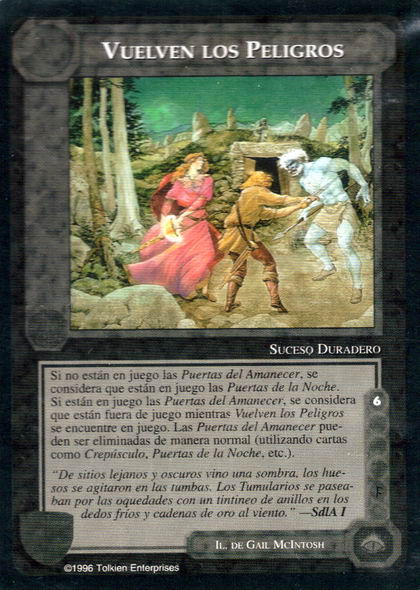 VUELVEN LOS PELIGROS
SUCESO DURADERO
Si no están en juego las Puertas del Amanecer, se
considera que están en juego las Puertas de la Noche.
Si están en juego las Puertas del Amanecer, se considera
que están fuera de juego mientras Vuelven los Peligros
se encuentre en juego. Las Puertas del Amanecer pue-
den ser eliminadas de manera normal (utilizando cartas
como Crepúsculo, Puertas de la Noche, etc.).
6
“De sitios lejanos y oscuros vino una sombra, los hue-
sos se agitaron en las tumbas. Los Tumularios se pasea-
ban por las oquedades con un tintineo de anillos en los
dedos fríos y cadenas de oro al viento.” —SdlA I
F
IL. DE GAIL MCINTOSH
©1996 Tolkien Enterprises